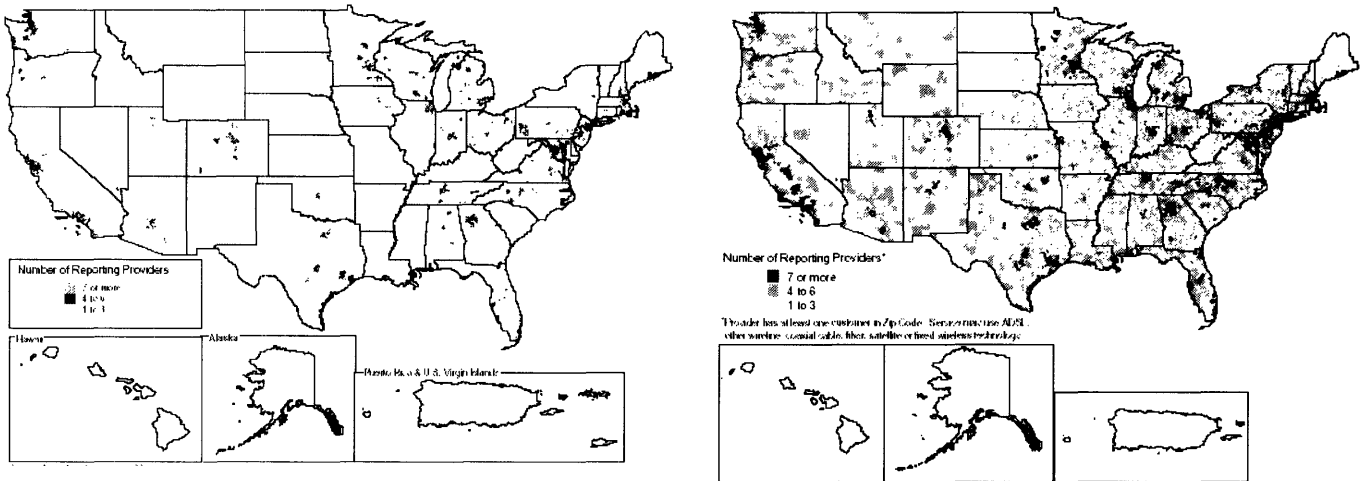 Number of Reporting Providers
7 or more
4 to 6
1 to 3
Hawaii
Alaska
Puerto Rico & U.S. Virgin Islands
Number of Reporting Providers*
7 or more
4 to 6
1 to 3
*Provider has at least one customer in Zip Code. Service may use ADSL,
other wireline, coaxial cable, fiber, satellite or fixed wireless technology